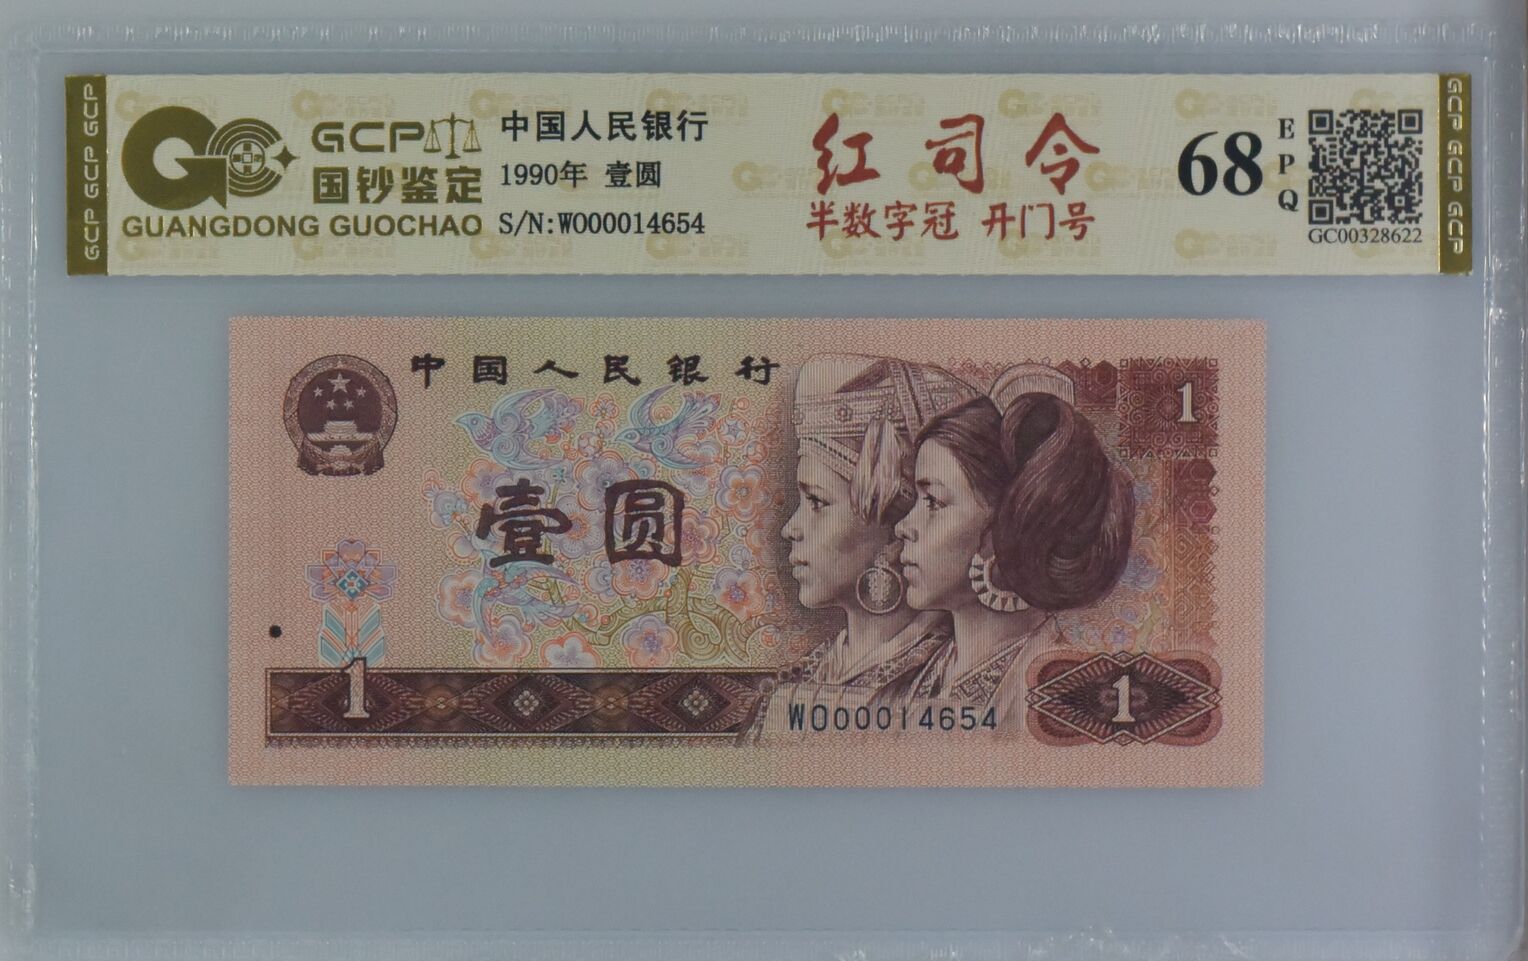 GCP GCP GCP
GCP
国钞鉴定
GUANGDONG GUOCHAO
中国人民银行
1990年 壹圆
S/N:WO00014654
红司令
半数字冠 开门号
68
EPQ
GC00328622
GCP GCP GCP
中国人民银行
1
壹圆
1
WO00014654
1